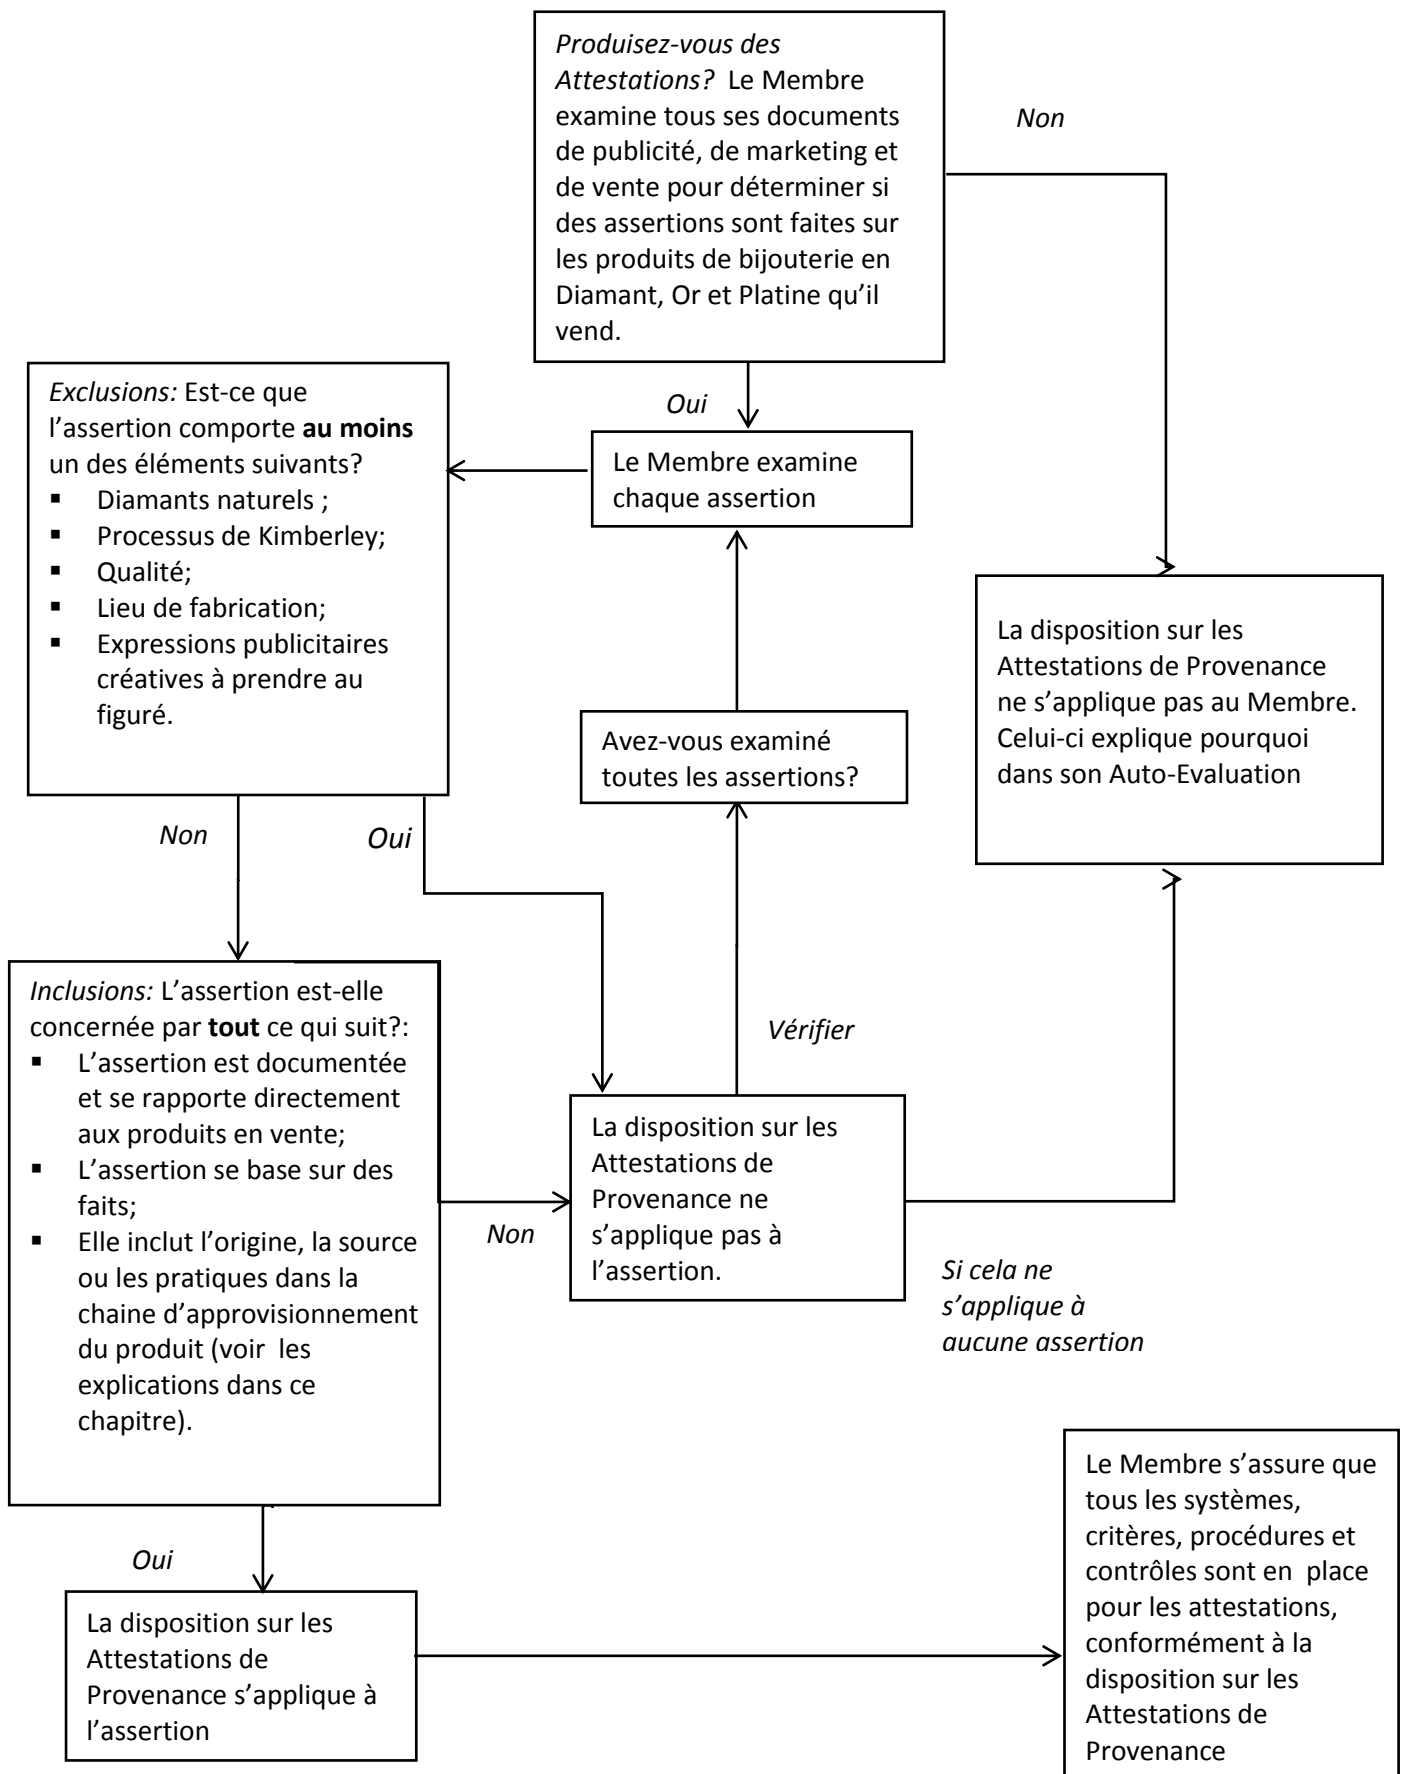 Produisez-vous des
Attestations? Le Membre
examine tous ses documents
de publicité, de marketing et
de vente pour déterminer si
des assertions sont faites sur
les produits de bijouterie en
Diamant, Or et Platine qu’il
vend.
Non
Oui
Le Membre examine
chaque assertion
Exclusions: Est-ce que
l’assertion comporte au moins
un des éléments suivants?
▪ Diamants naturels ;
▪ Processus de Kimberley;
▪ Qualité;
▪ Lieu de fabrication;
▪ Expressions publicitaires
créatives à prendre au
figuré.
Avez-vous examiné
toutes les assertions?
La disposition sur les
Attestations de Provenance
ne s’applique pas au Membre.
Celui-ci explique pourquoi
dans son Auto-Evaluation
Non
Oui
Inclusions: L’assertion est-elle
concernée par tout ce qui suit?:
▪ L’assertion est documentée
et se rapporte directement
aux produits en vente;
▪ L’assertion se base sur des
faits;
▪ Elle inclut l’origine, la source
ou les pratiques dans la
chaine d’approvisionnement
du produit (voir les
explications dans ce
chapitre).
Vérifier
Non
La disposition sur les
Attestations de
Provenance ne
s’applique pas à
l’assertion.
Si cela ne
s’applique à
aucune assertion
Oui
La disposition sur les
Attestations de
Provenance s’applique à
l’assertion
Le Membre s’assure que
tous les systèmes,
critères, procédures et
contrôles sont en place
pour les attestations,
conformément à la
disposition sur les
Attestations de
Provenance